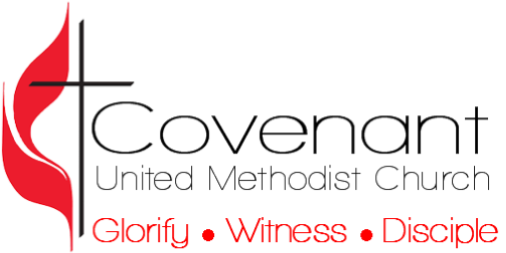 Covenant
United Methodist Church
Glorify • Witness • Disciple